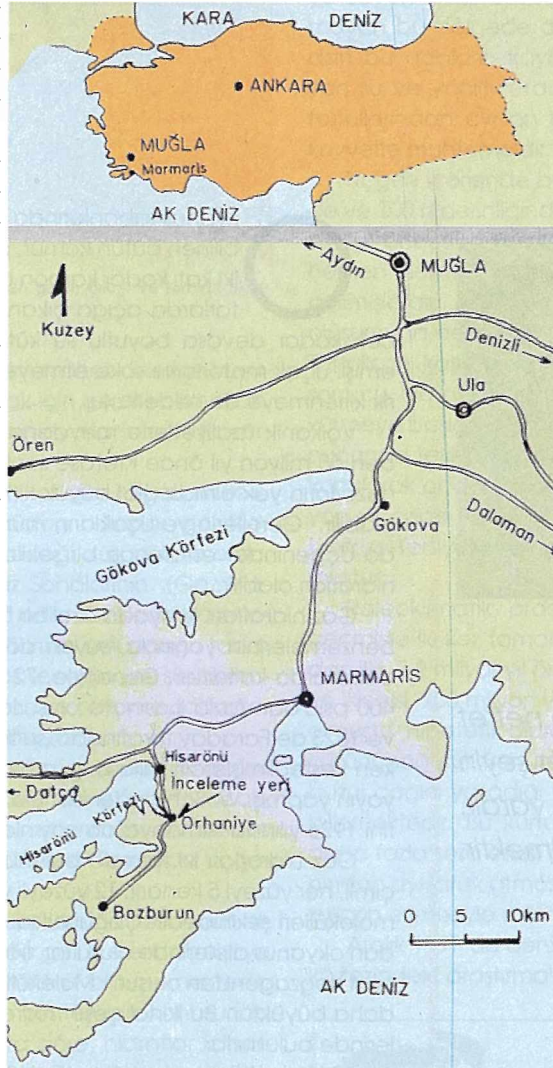 KARA DENİZ
ANKARA
MUĞLA
Marmaris
AK DENİZ
Aydın
MUĞLA
Kuzey
Denizli
Ula
Ören
Gökova
Dalaman
Gökova Körfezi
MARMARİS
Hisarönü
İnceleme yeri
Datça
Orhaniye
Hisarönü Körfezi
Bozburun
0 5 10km
AK DENİZ